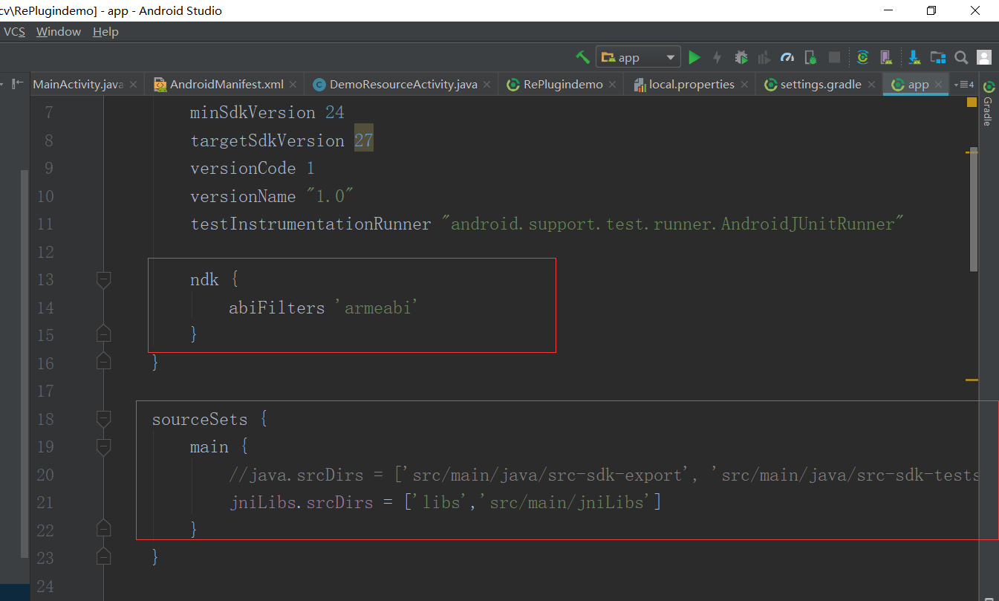 cv\RePlugindemo] - app - Android Studio
VCS Window Help
app
MainActivity.java AndroidManifest.xml DemoResourceActivity.java RePlugindemo local.properties settings.gradle app 4
Gradle
7 minSdkVersion 24
8 targetSdkVersion 27
9 versionCode 1
10 versionName "1.0"
11 testInstrumentationRunner "android.support.test.runner.AndroidJUnitRunner"
12
13 ndk {
14 abiFilters 'armeabi'
15 }
16 }
17
18 sourceSets {
19 main {
20 //java.srcDirs = ['src/main/java/src-sdk-export', 'src/main/java/src-sdk-tests
21 jniLibs.srcDirs = ['libs','src/main/jniLibs']
22 }
23 }
24